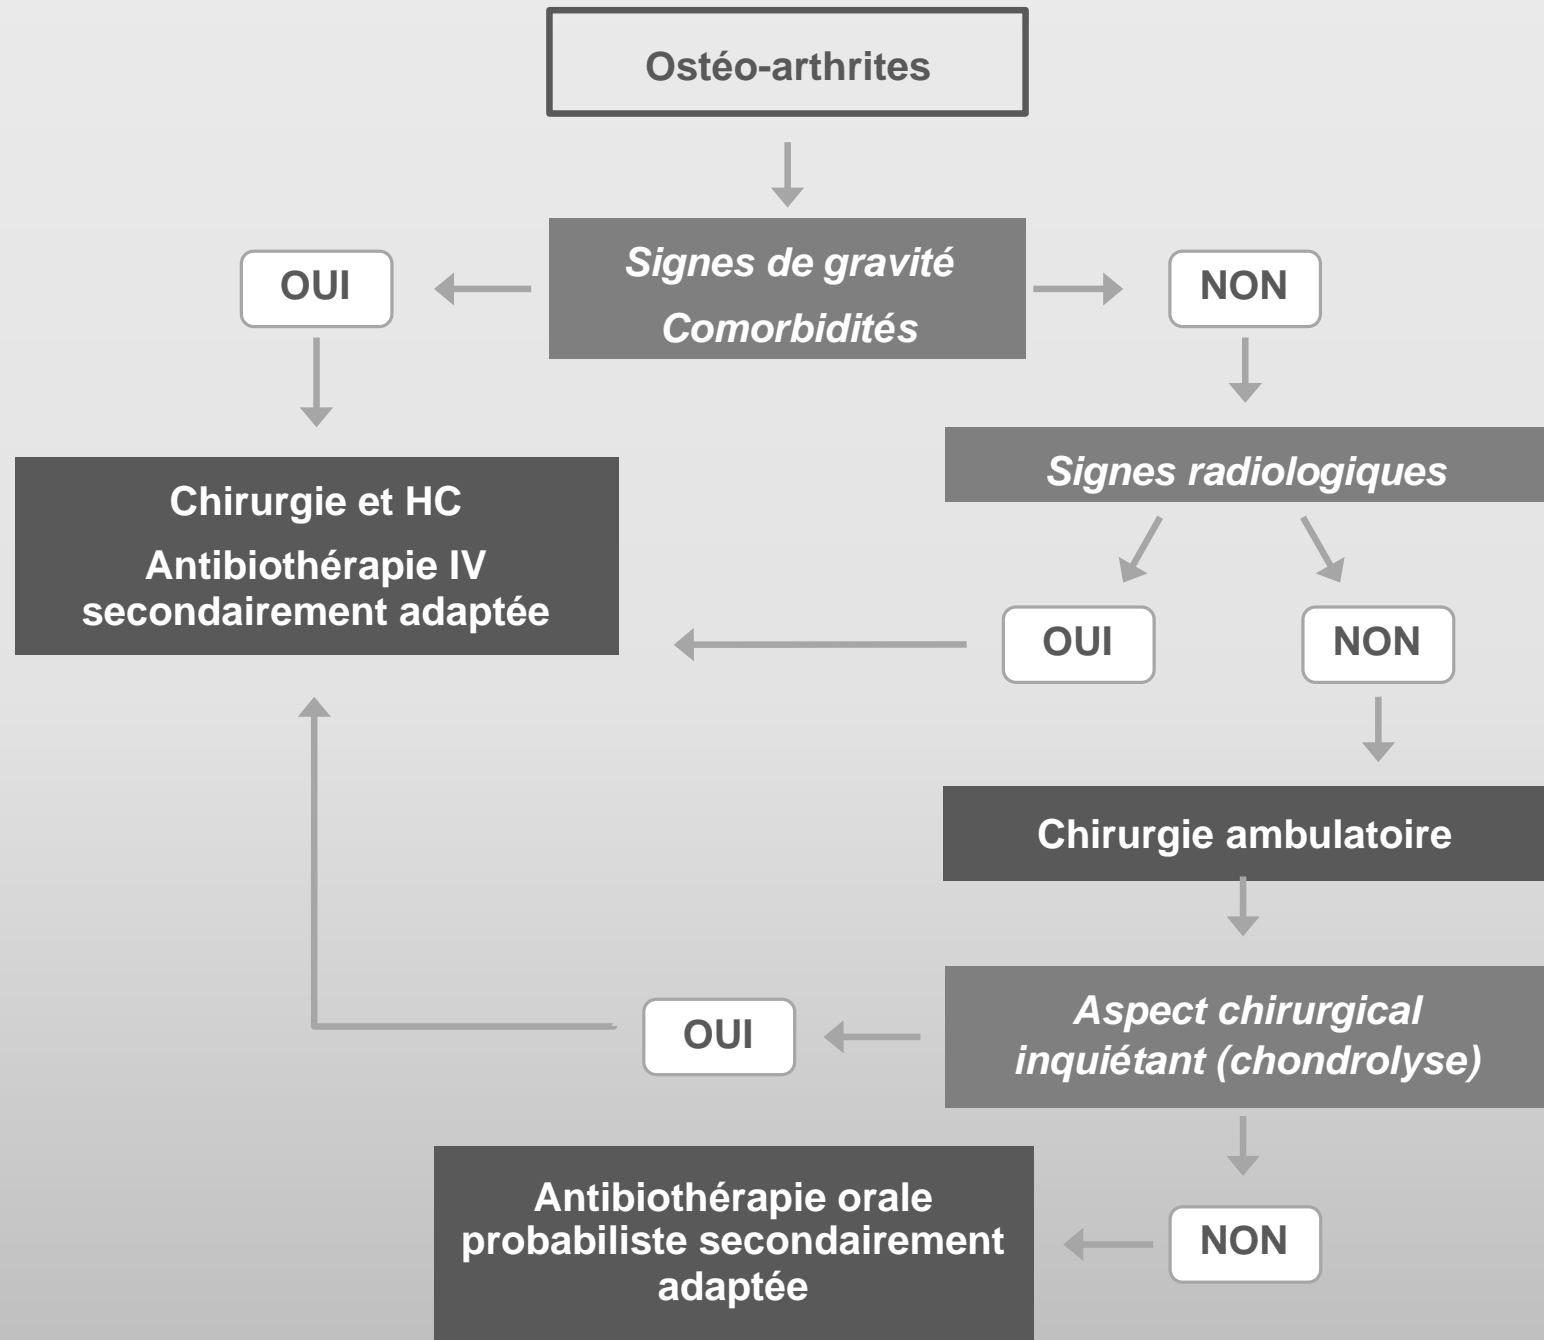 Ostéo-arthrites
Signes de gravité
Comorbidités
OUI
NON
Signes radiologiques
Chirurgie et HC
Antibiothérapie IV
secondairement adaptée
OUI
NON
Chirurgie ambulatoire
Aspect chirurgical
inquiétant (chondrolyse)
OUI
Antibiothérapie orale
probabiliste secondairement
adaptée
NON